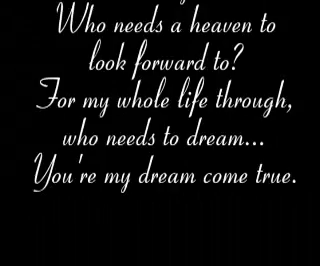 Who needs a heaven to
look forward to?
For my whole life through,
who needs to dream...
You're my dream come true.